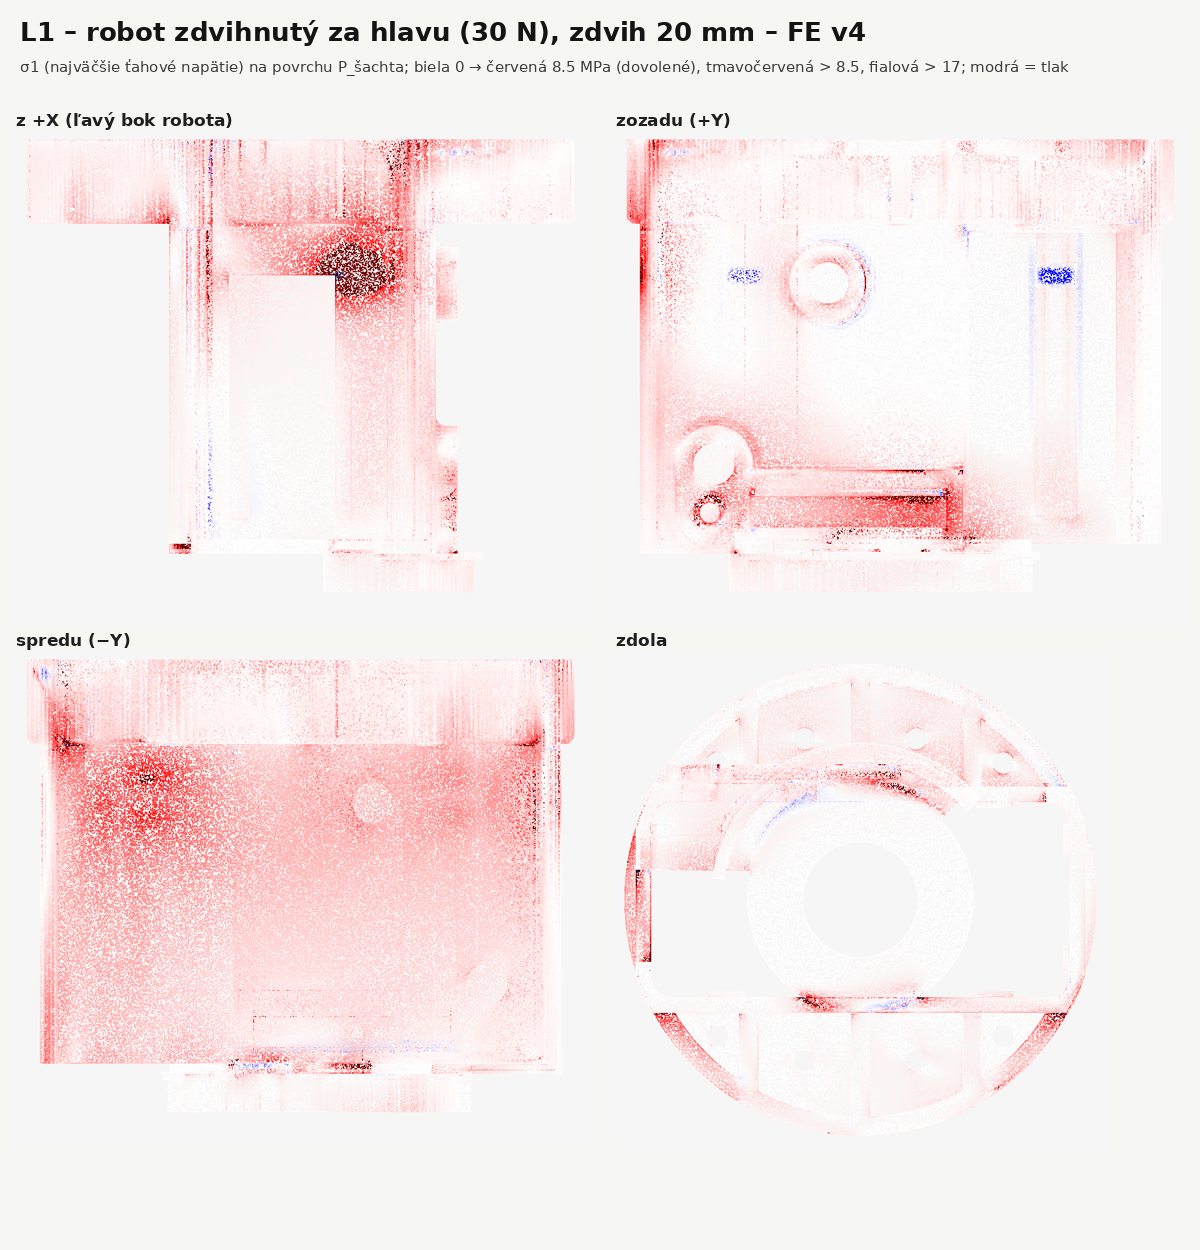 L1 – robot zdvihnutý za hlavu (30 N), zdvih 20 mm – FE v4
σ1 (najväčšie ťahové napätie) na povrchu P_šachta; biela 0 → červená 8.5 MPa (dovolené), tmavočervená > 8.5, fialová > 17; modrá = tlak
z +X (ľavý bok robota)
zozadu (+Y)
spredu (−Y)
zdola